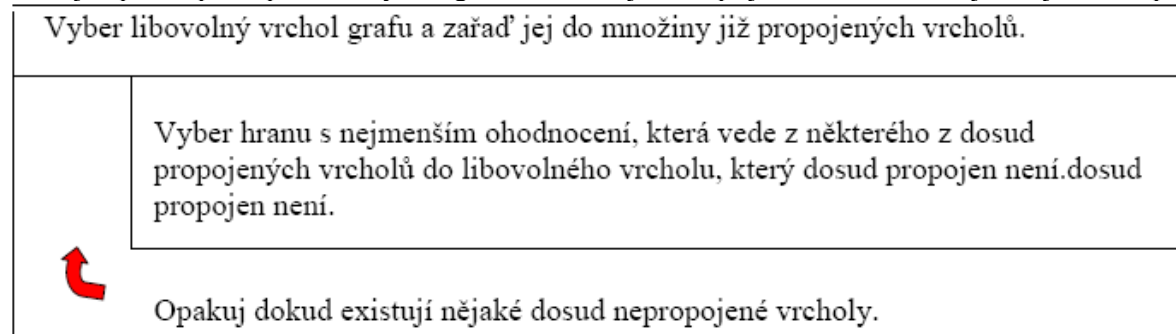 Vyber libovolný vrchol grafu a zařaď jej do množiny již propojených vrcholů.
Vyber hranu s nejmenším ohodnocení, která vede z některého z dosud
propojených vrcholů do libovolného vrcholu, který dosud propojen není.dosud
propojen není.
Opakuj dokud existují nějaké dosud nepropojené vrcholy.